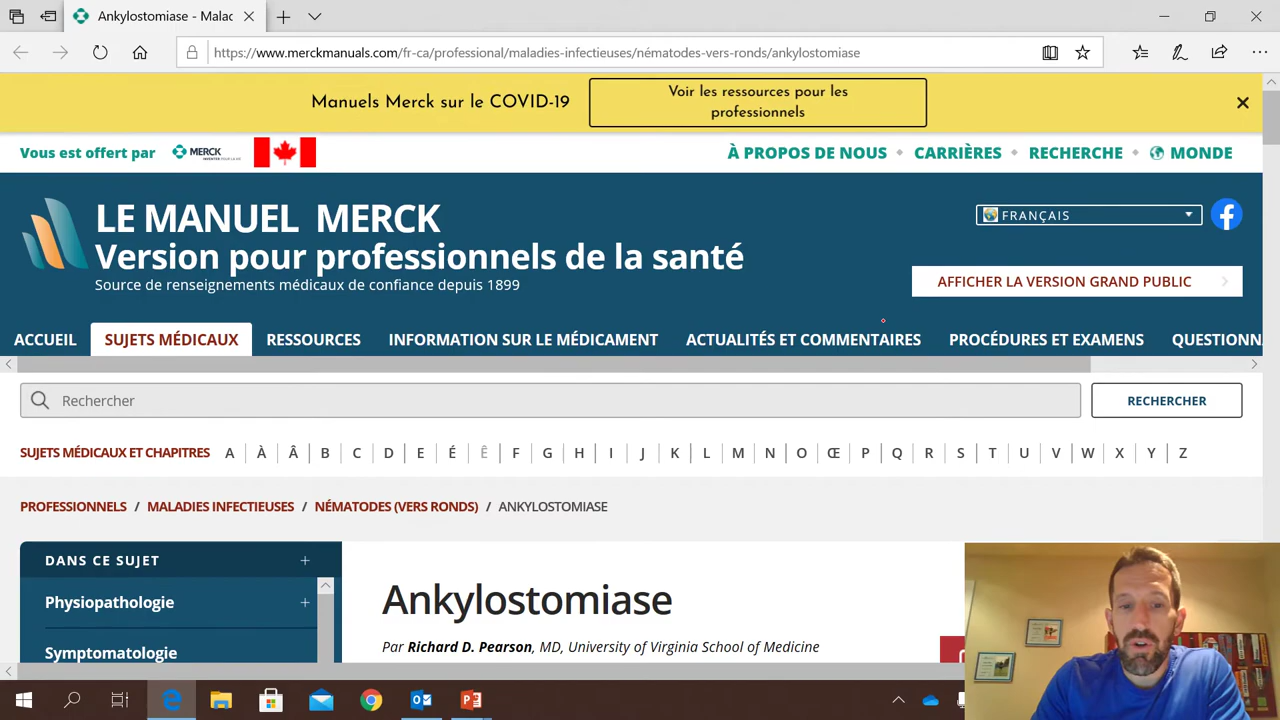 Ankylostomiase - Malac
https://www.merckmanuals.com/fr-ca/professional/maladies-infectieuses/nématodes-vers-ronds/ankylostomiase
Manuels Merck sur le COVID-19
Voir les ressources pour les
professionnels
Vous est offert par
MERCK
À PROPOS DE NOUS
CARRIÈRES
RECHERCHE
MONDE
LE MANUEL MERCK
Version pour professionnels de la santé
Source de renseignements médicaux de confiance depuis 1899
FRANÇAIS
AFFICHER LA VERSION GRAND PUBLIC
ACCUEIL
SUJETS MÉDICAUX
RESSOURCES
INFORMATION SUR LE MÉDICAMENT
ACTUALITÉS ET COMMENTAIRES
PROCÉDURES ET EXAMENS
QUESTIONNA
Rechercher
RECHERCHER
SUJETS MÉDICAUX ET CHAPITRES A À Â B C D E É Ê F G H I J K L M N O Œ P Q R S T U V W X Y Z
PROFESSIONNELS / MALADIES INFECTIEUSES / NÉMATODES (VERS RONDS) / ANKYLOSTOMIASE
DANS CE SUJET
Physiopathologie
Symptomatologie
Ankylostomiase
Par Richard D. Pearson, MD, University of Virginia School of Medicine